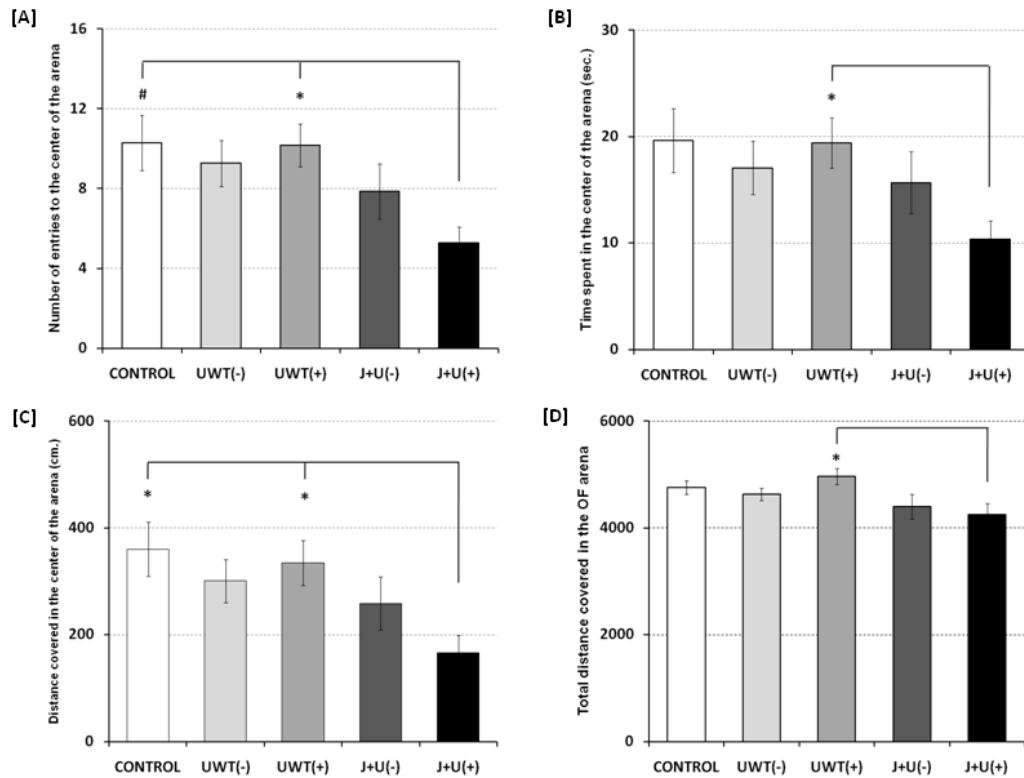 [A]
Number of entries to the center of the arena
16
12
8
4
0
#
*
CONTROL UWT(-) UWT(+) J+U(-) J+U(+)
[B]
Time spent in the center of the arena (sec.)
30
20
10
0
*
CONTROL UWT(-) UWT(+) J+U(-) J+U(+)
[C]
Distance covered in the center of the arena (cm.)
600
400
200
0
*
*
CONTROL UWT(-) UWT(+) J+U(-) J+U(+)
[D]
Total distance covered in the OF arena
6000
4000
2000
0
*
CONTROL UWT(-) UWT(+) J+U(-) J+U(+)